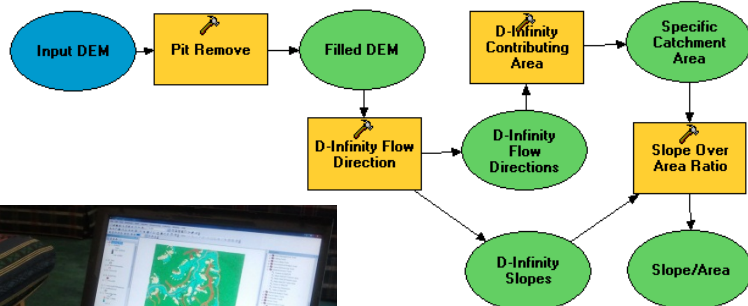 Input DEM
Pit Remove
Filled DEM
D-Infinity
Contributing
Area
Specific
Catchment
Area
D-Infinity Flow
Direction
D-Infinity
Flow
Directions
Slope Over
Area Ratio
D-Infinity
Slopes
Slope/Area